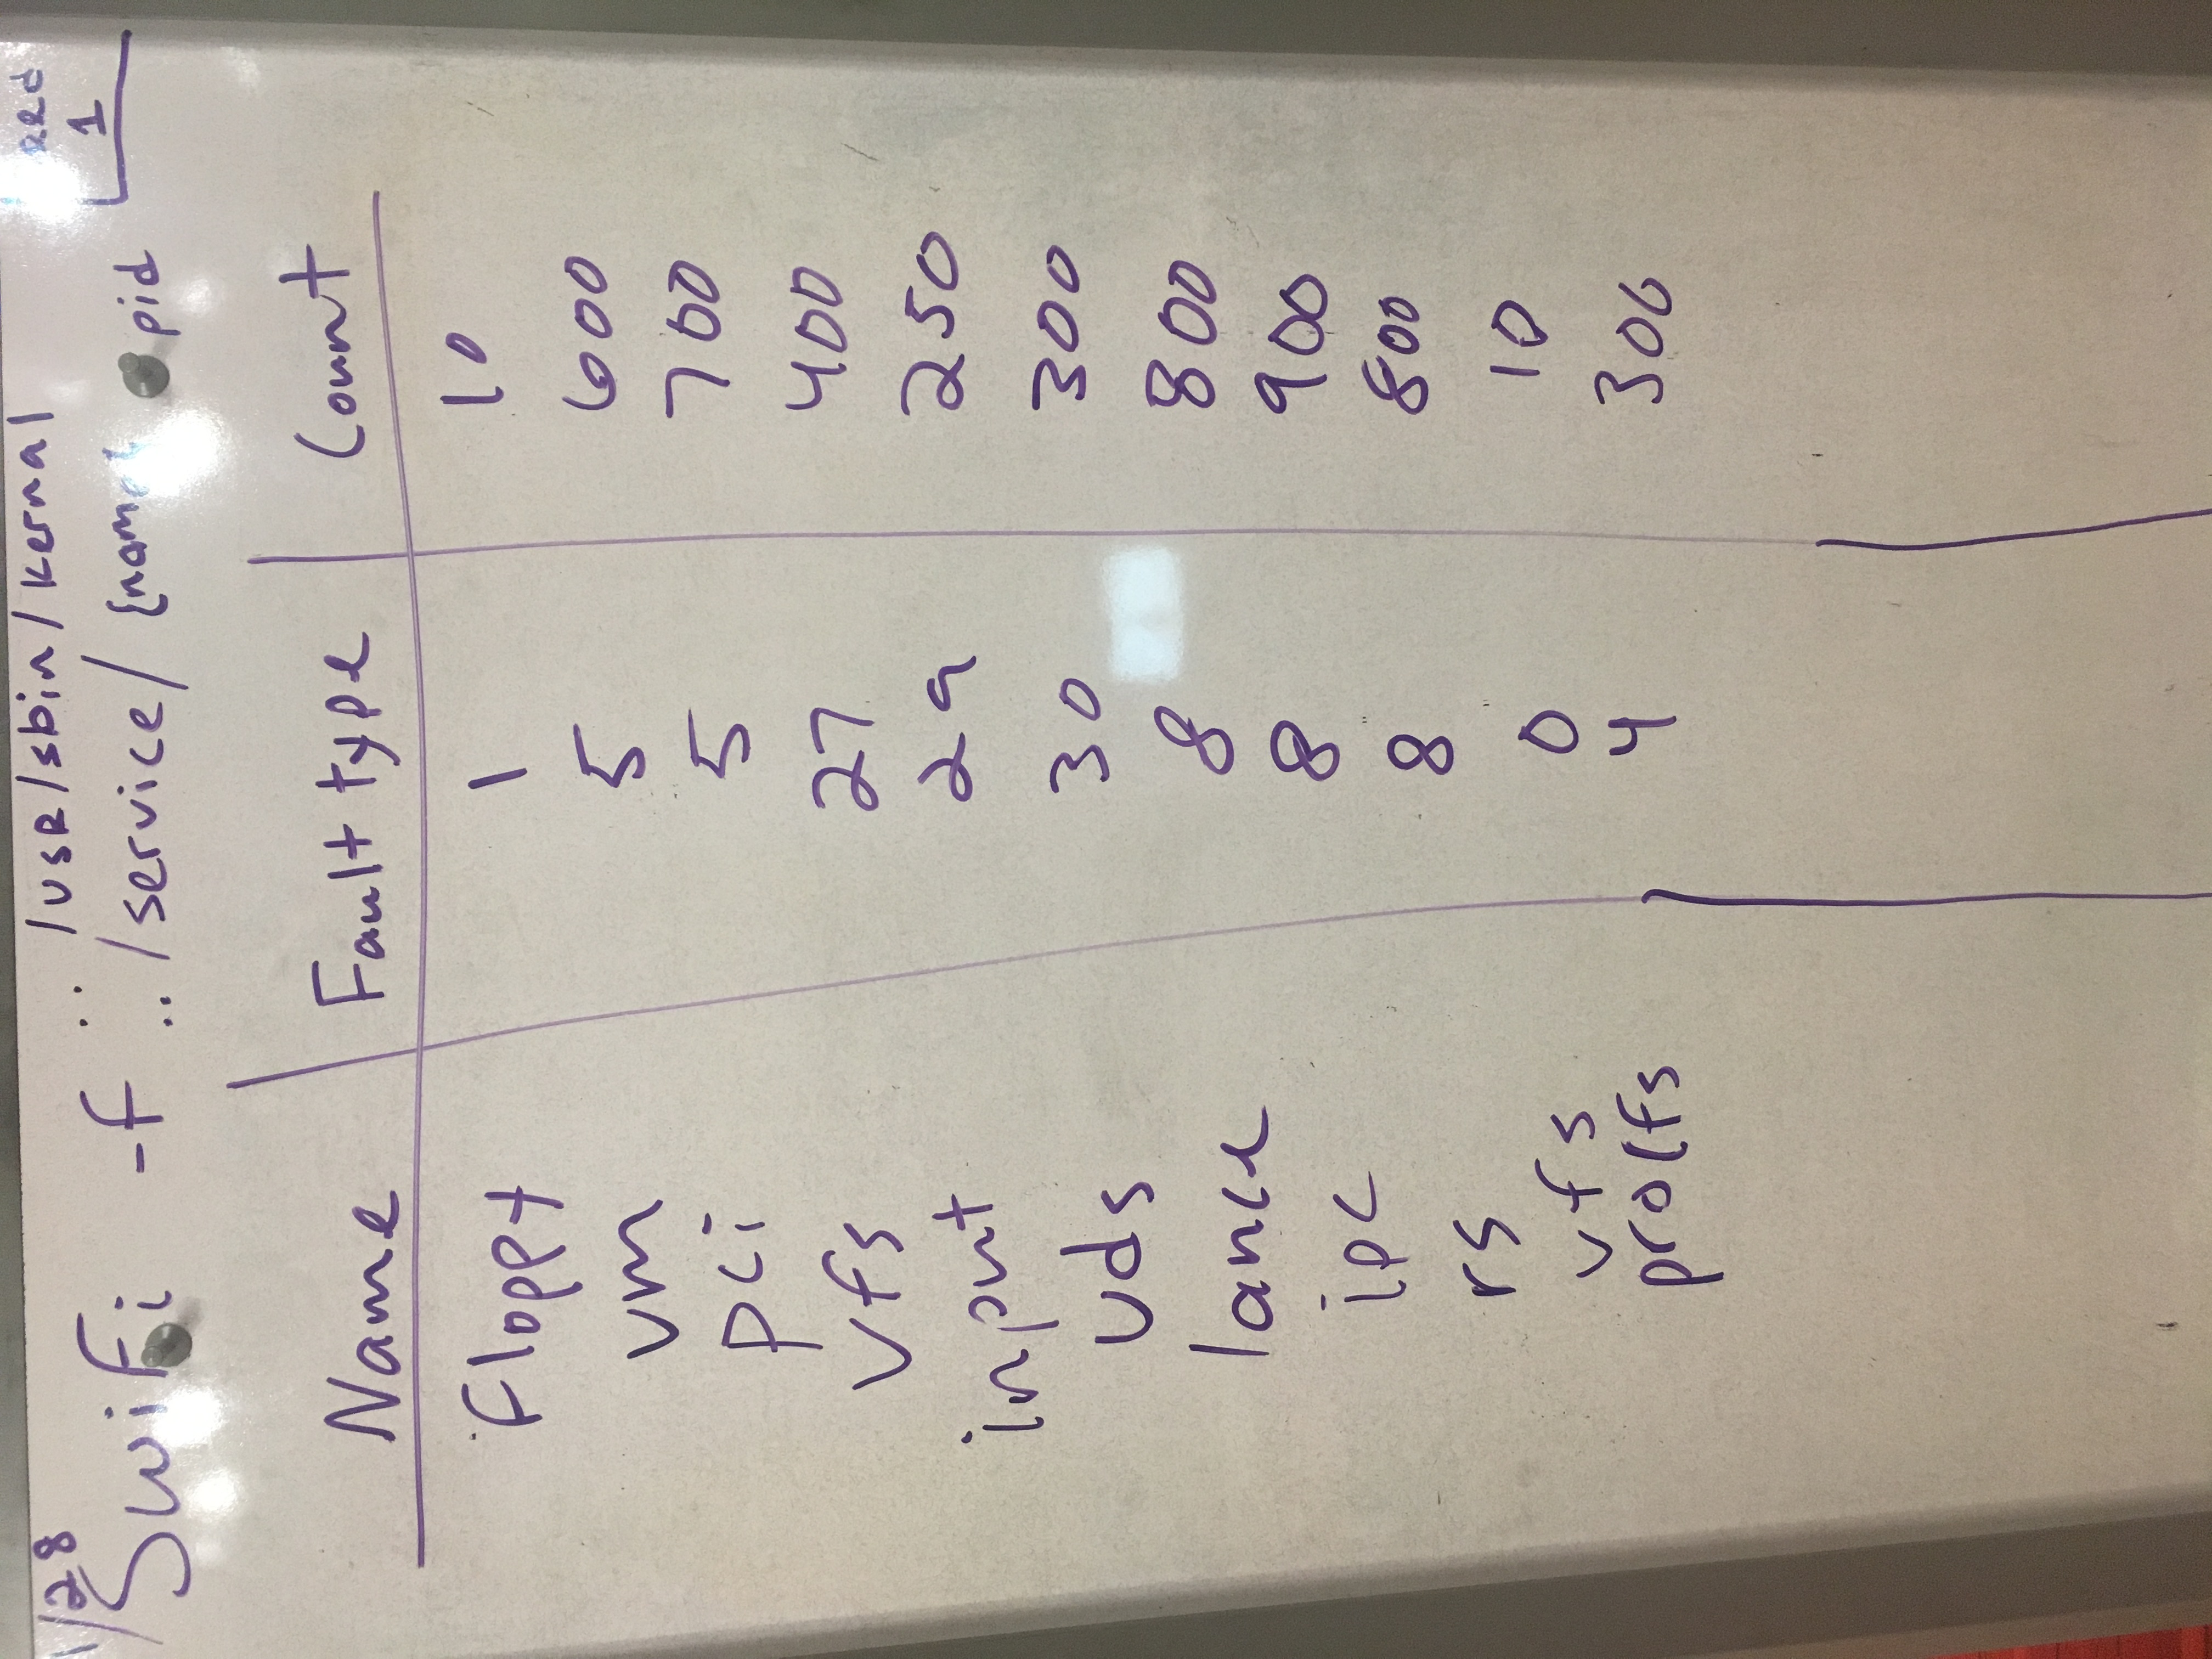 1/28
.. /usr/sbin/kernal
Swifi -f ../service/ {name} pid
1
Name Fault type Count
Floppy 1 10
vm 5 600
pci 5 700
vfs 27 400
input 29 250
uds 30 300
lance 8 800
ipc 8 900
rs 8 800
vfs 0 10
procfs 4 300